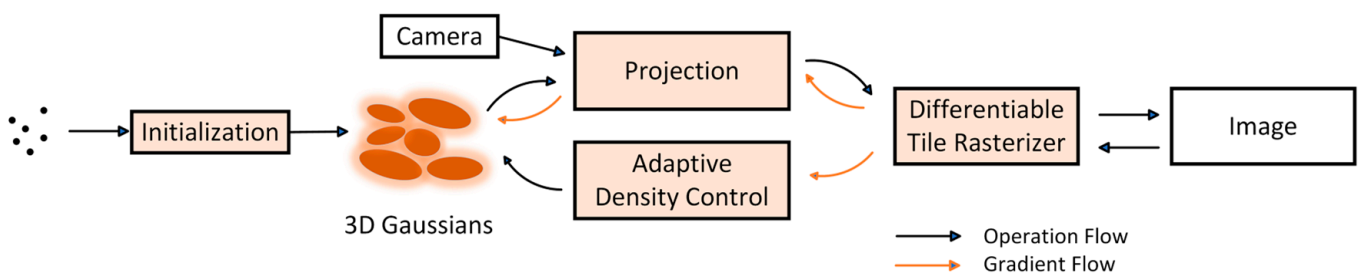 Camera
Projection
Initialization
Differentiable
Tile Rasterizer
Image
Adaptive
Density Control
3D Gaussians
Operation Flow
Gradient Flow